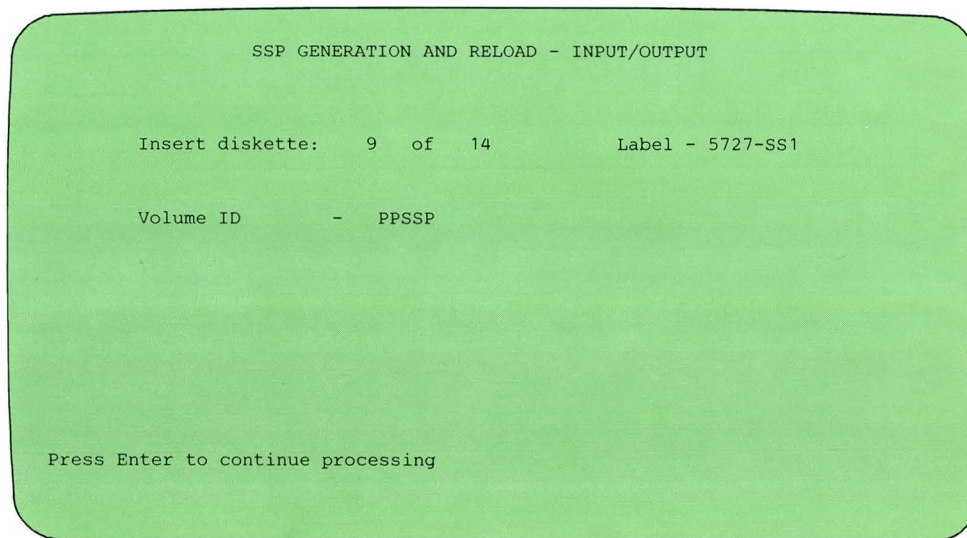 SSP GENERATION AND RELOAD - INPUT/OUTPUT
Insert diskette: 9 of 14 Label - 5727-SS1
Volume ID - PPSSP
Press Enter to continue processing